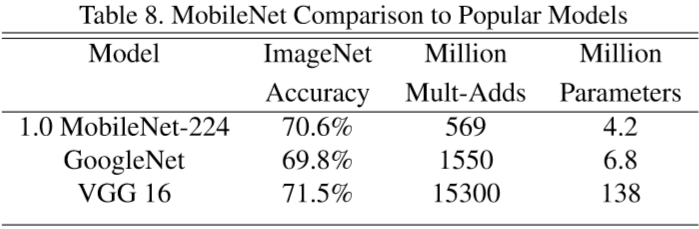 Table 8. MobileNet Comparison to Popular Models
Model ImageNet Million Million
Accuracy Mult-Adds Parameters
1.0 MobileNet-224 70.6% 569 4.2
GoogleNet 69.8% 1550 6.8
VGG 16 71.5% 15300 138